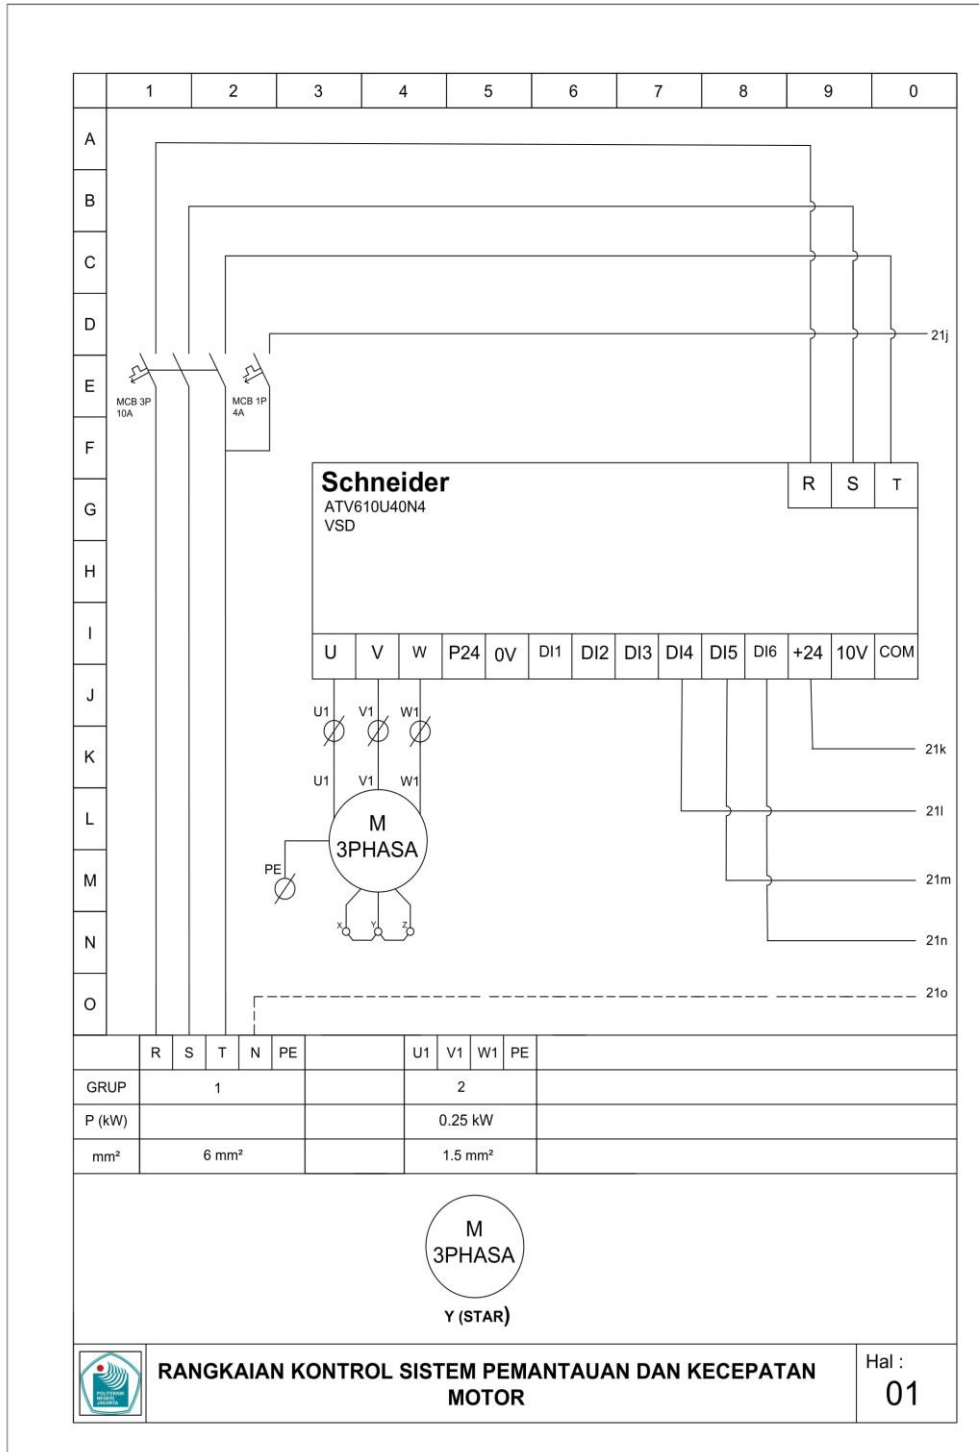 1 2 3 4 5 6 7 8 9 0
A
B
C
D
21j
E
MCB 3P
10A
MCB 1P
4A
F
Schneider
R S T
ATV610U40N4
VSD
G
H
I
U V W P24 0V DI1 DI2 DI3 DI4 DI5 DI6 +24 10V COM
J
U1 V1 W1
K
21k
U1 V1 W1
L
21l
M
3PHASA
PE
M
21m
X Y Z
N
21n
O
21o
R S T N PE U1 V1 W1 PE
GRUP 1 2
P (kW) 0.25 kW
mm² 6 mm² 1.5 mm²
M
3PHASA
Y (STAR)
POLITEKNIK
NEGERI
JAKARTA
RANGKAIAN KONTROL SISTEM PEMANTAUAN DAN KECEPATAN
MOTOR
Hal :
01